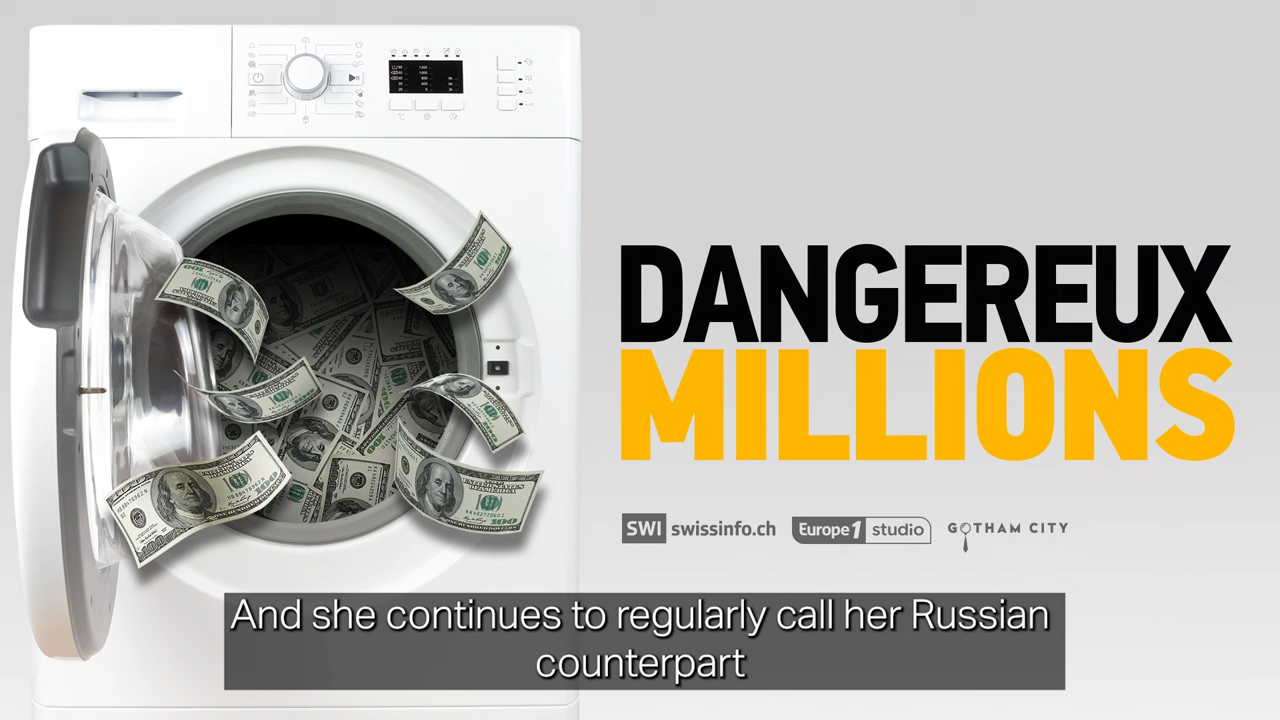 DANGEREUX
MILLIONS
SWI swissinfo.ch Europe 1 studio GOTHAM CITY
And she continues to regularly call her Russian
counterpart